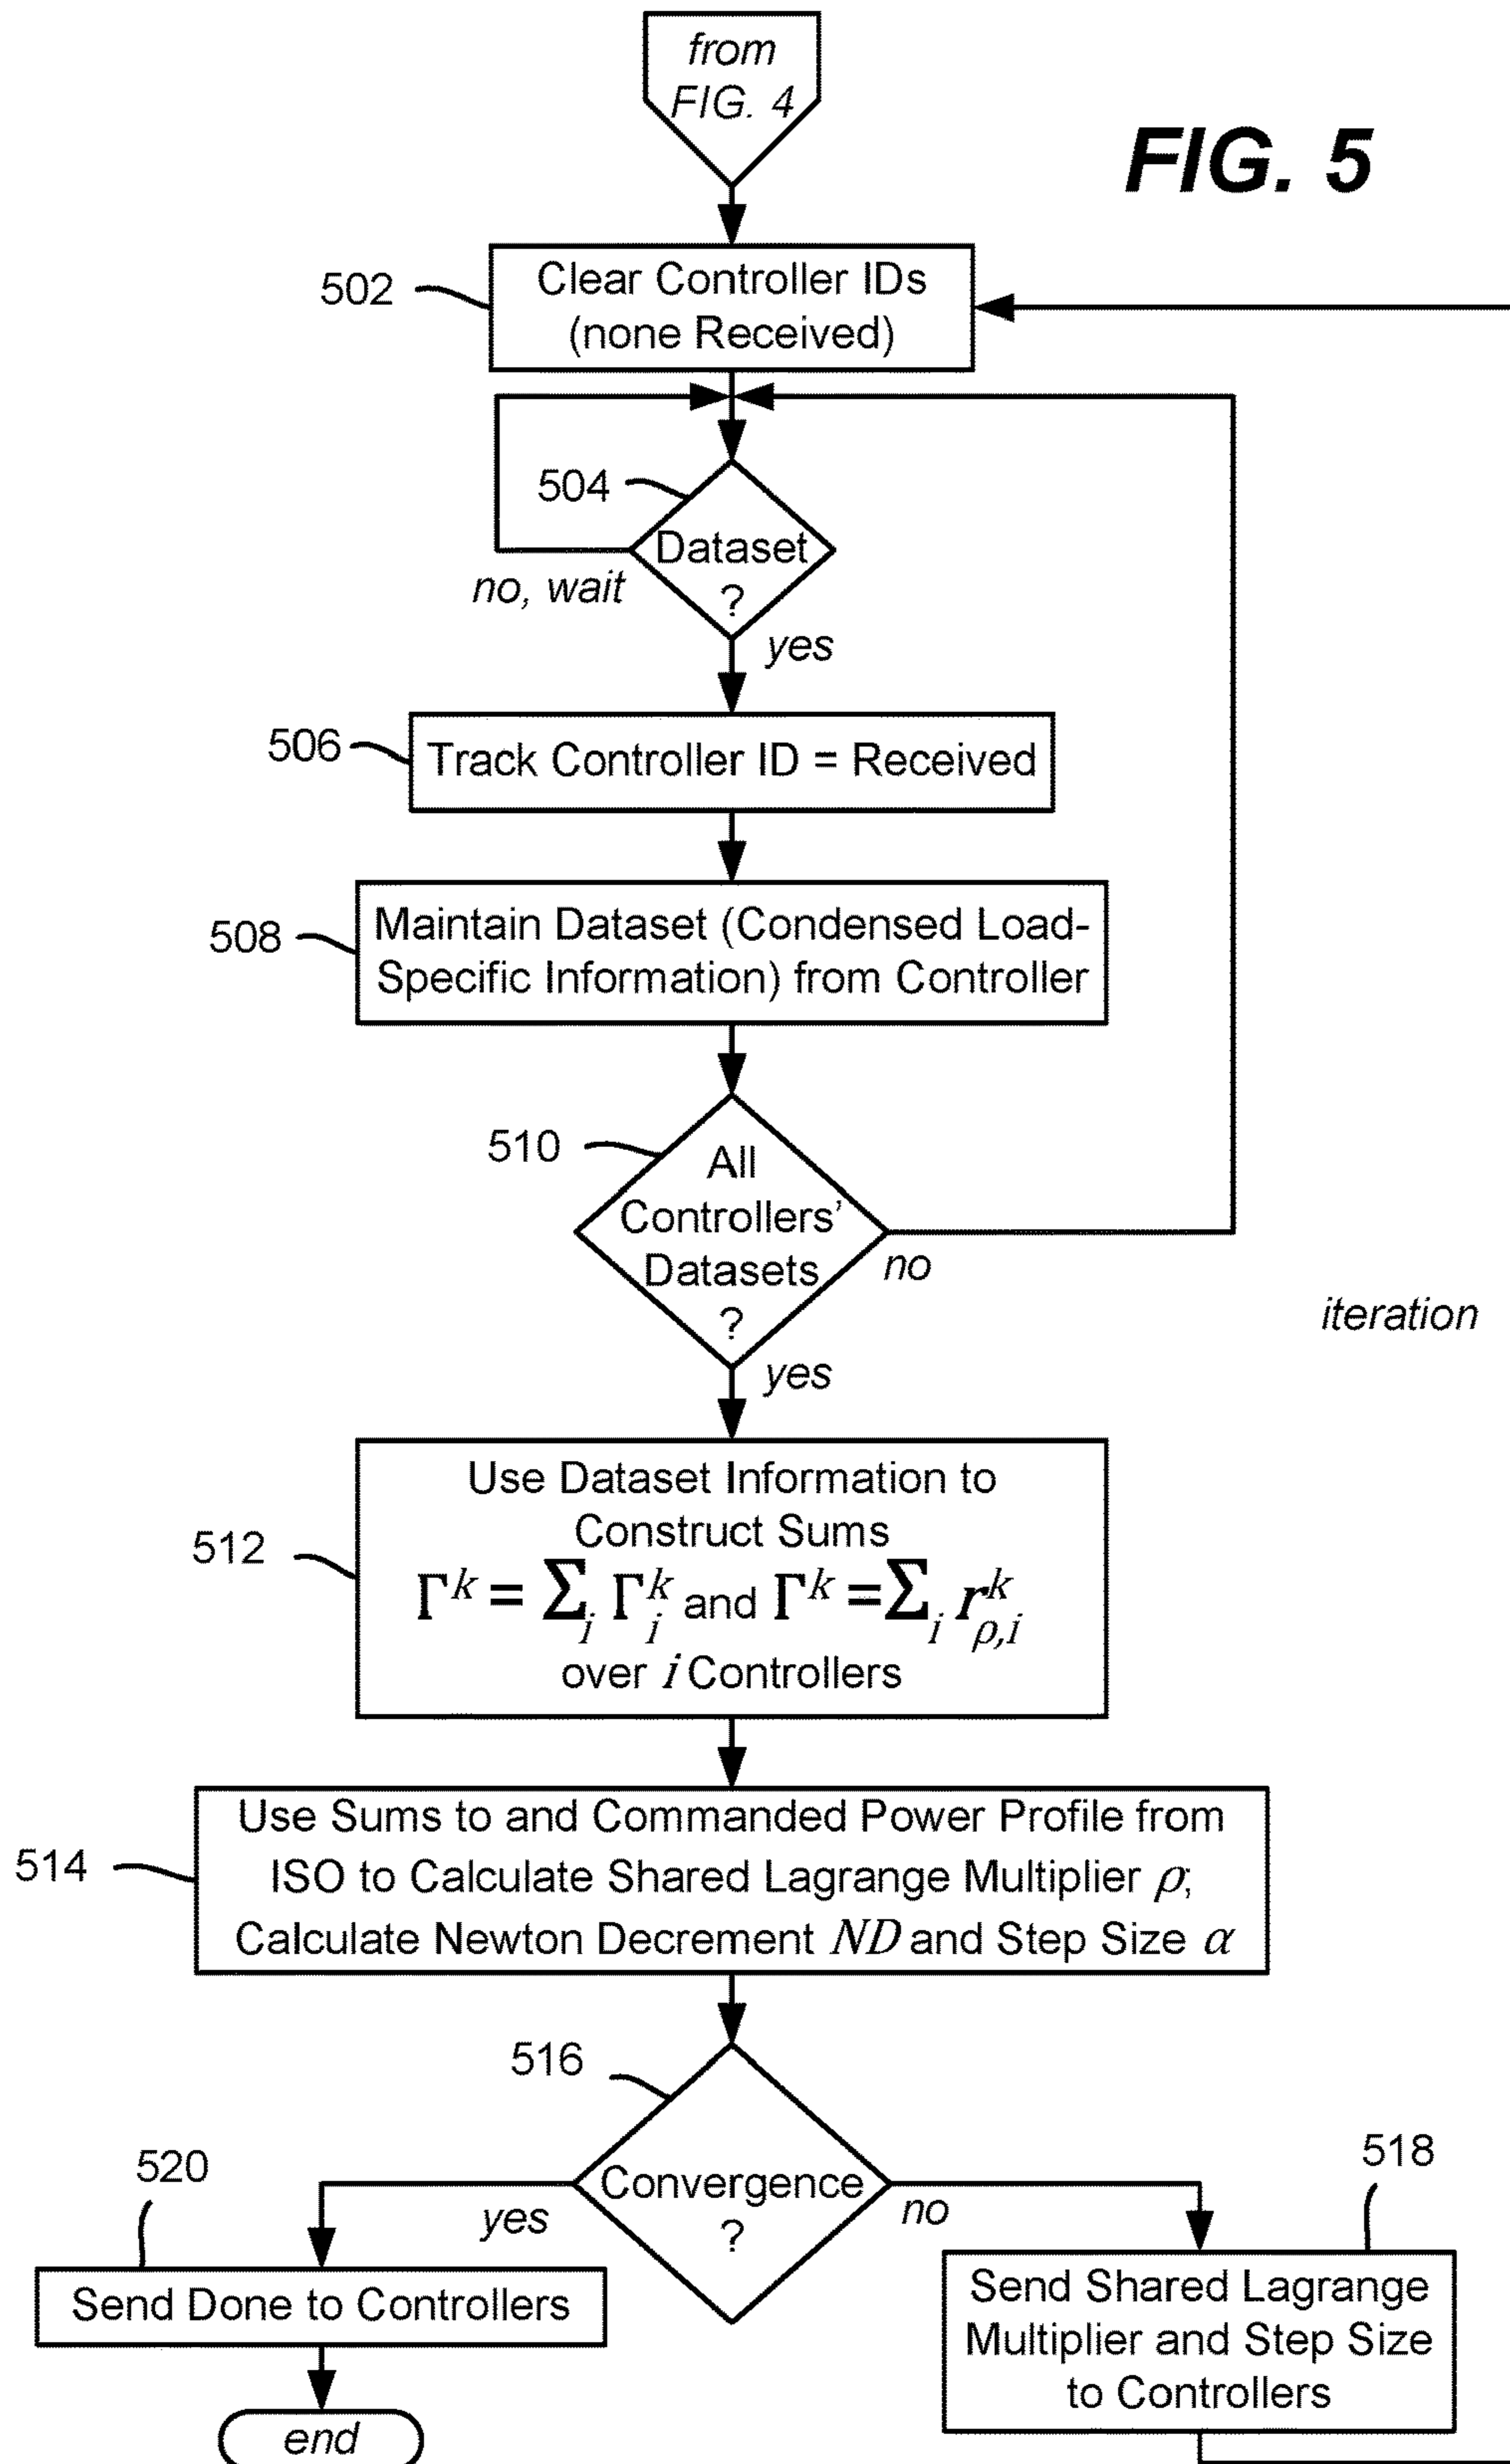 from
FIG. 4
FIG. 5
502
Clear Controller IDs
(none Received)
504
Dataset
?
no, wait
yes
506
Track Controller ID = Received
508
Maintain Dataset (Condensed Load-
Specific Information) from Controller
510
All
Controllers'
Datasets
?
no
iteration
yes
512
Use Dataset Information to
Construct Sums
Γ^k = Σ_i Γ_i^k and Γ^k = Σ_i r_{ρ,i}^k
over i Controllers
514
Use Sums to and Commanded Power Profile from
ISO to Calculate Shared Lagrange Multiplier ρ;
Calculate Newton Decrement ND and Step Size α
516
Convergence
?
yes
no
520
Send Done to Controllers
518
Send Shared Lagrange
Multiplier and Step Size
to Controllers
end